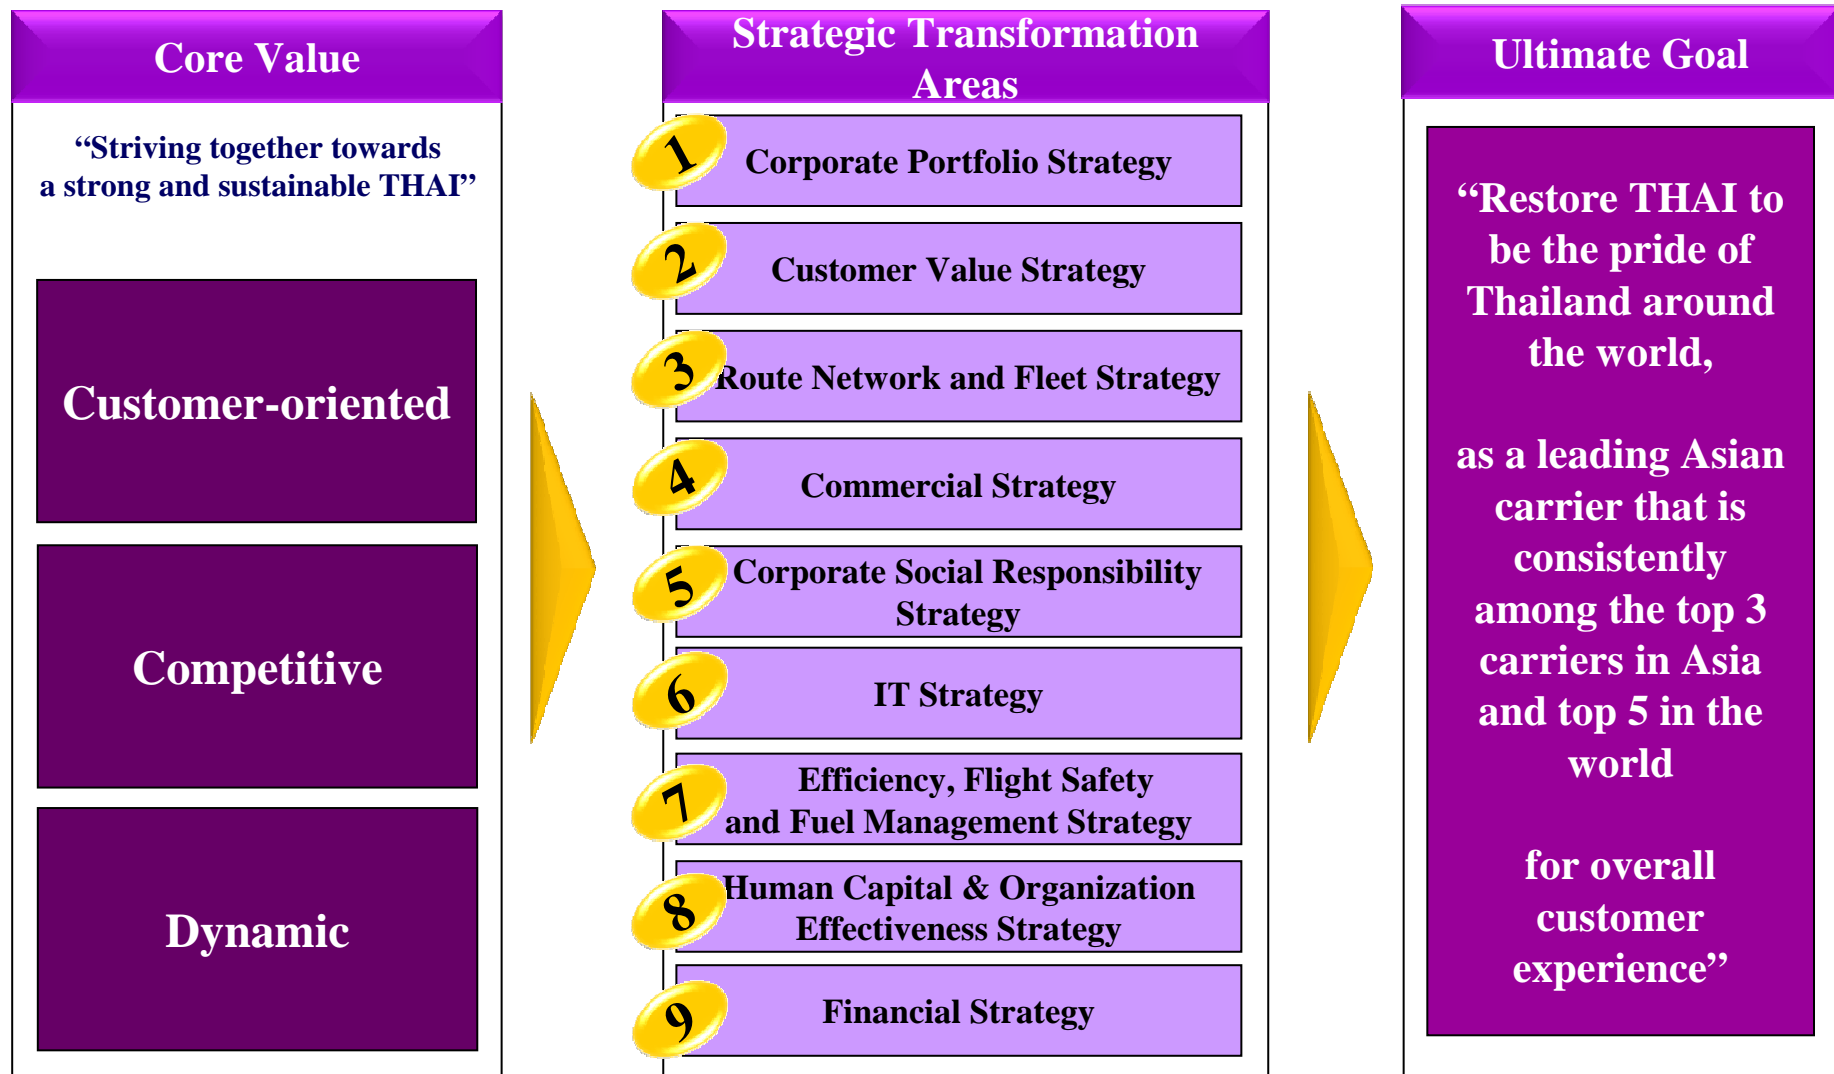 Core Value
“Striving together towards
a strong and sustainable THAI”
Customer-oriented
Competitive
Dynamic
Strategic Transformation
Areas
1
Corporate Portfolio Strategy
2
Customer Value Strategy
3
Route Network and Fleet Strategy
4
Commercial Strategy
5
Corporate Social Responsibility
Strategy
6
IT Strategy
7
Efficiency, Flight Safety
and Fuel Management Strategy
8
Human Capital & Organization
Effectiveness Strategy
9
Financial Strategy
Ultimate Goal
“Restore THAI to
be the pride of
Thailand around
the world,
as a leading Asian
carrier that is
consistently
among the top 3
carriers in Asia
and top 5 in the
world
for overall
customer
experience”